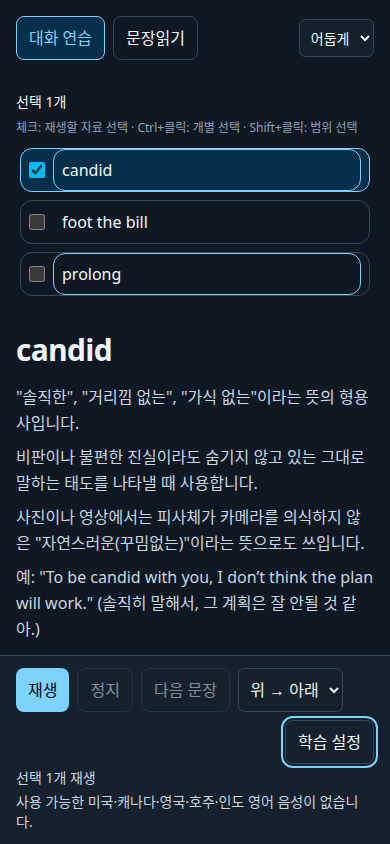 대화 연습 문장읽기 어둡게
선택 1개
체크: 재생할 자료 선택 · Ctrl+클릭: 개별 선택 · Shift+클릭: 범위 선택
candid
foot the bill
prolong
candid
"솔직한", "거리낌 없는", "가식 없는"이라는 뜻의 형용
사입니다.
비판이나 불편한 진실이라도 숨기지 않고 있는 그대로
말하는 태도를 나타낼 때 사용합니다.
사진이나 영상에서는 피사체가 카메라를 의식하지 않
은 "자연스러운(꾸밈없는)"이라는 뜻으로도 쓰입니다.
예: "To be candid with you, I don’t think the plan
will work." (솔직히 말해서, 그 계획은 잘 안될 것 같
아.)
재생 정지 다음 문장 위 → 아래
학습 설정
선택 1개 재생
사용 가능한 미국·캐나다·영국·호주·인도 영어 음성이 없습니
다.